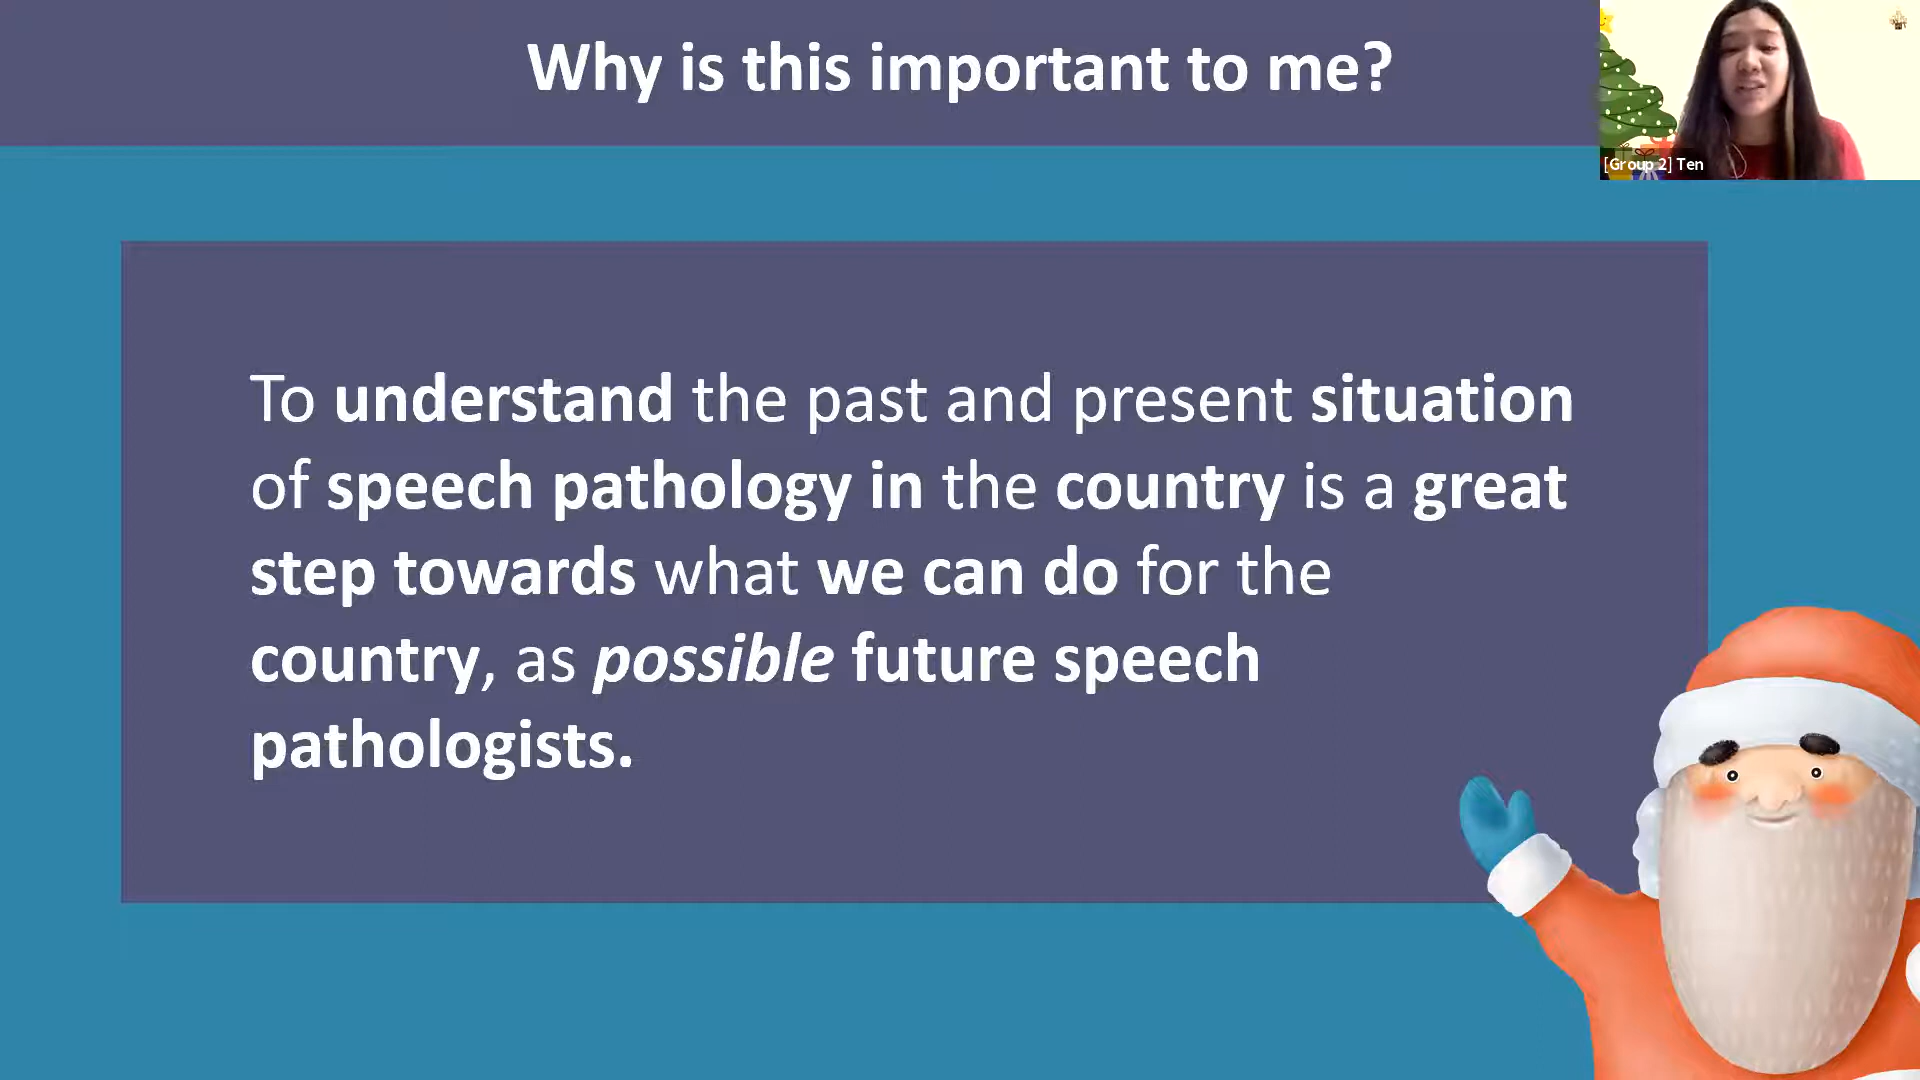 Why is this important to me?
[Group 2] Ten
To understand the past and present situation
of speech pathology in the country is a great
step towards what we can do for the
country, as possible future speech
pathologists.